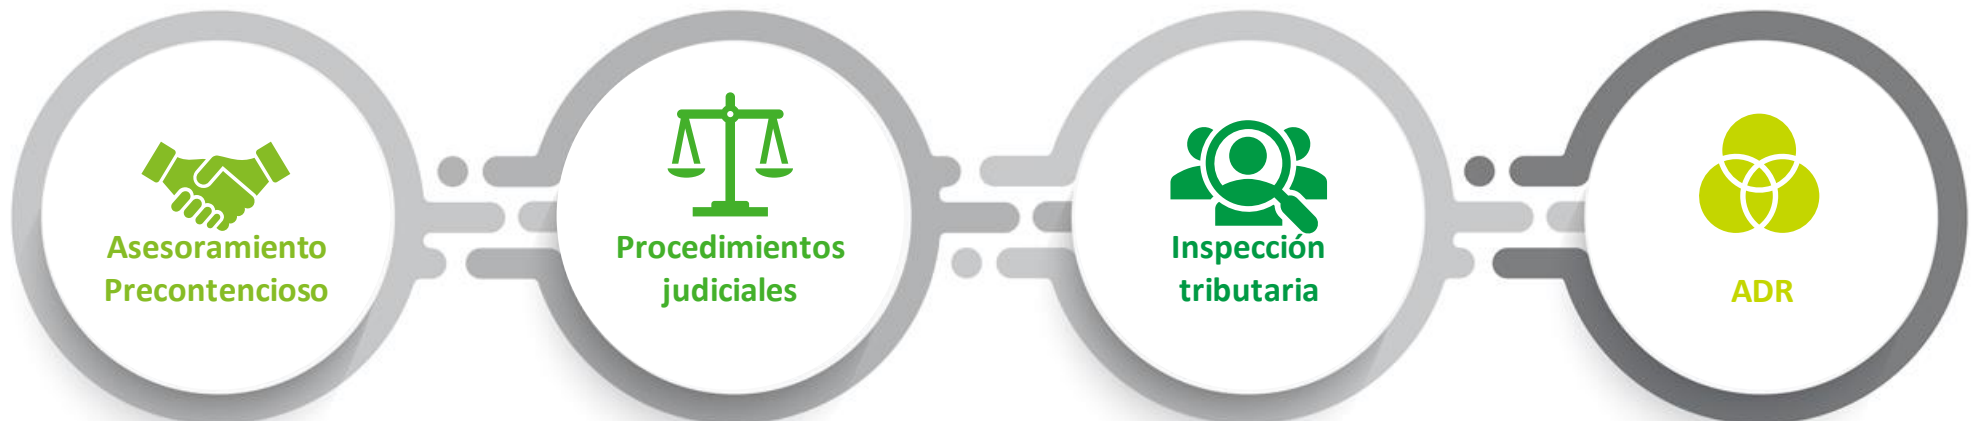 Asesoramiento
Precontencioso
Procedimientos
judiciales
Inspección
tributaria
ADR